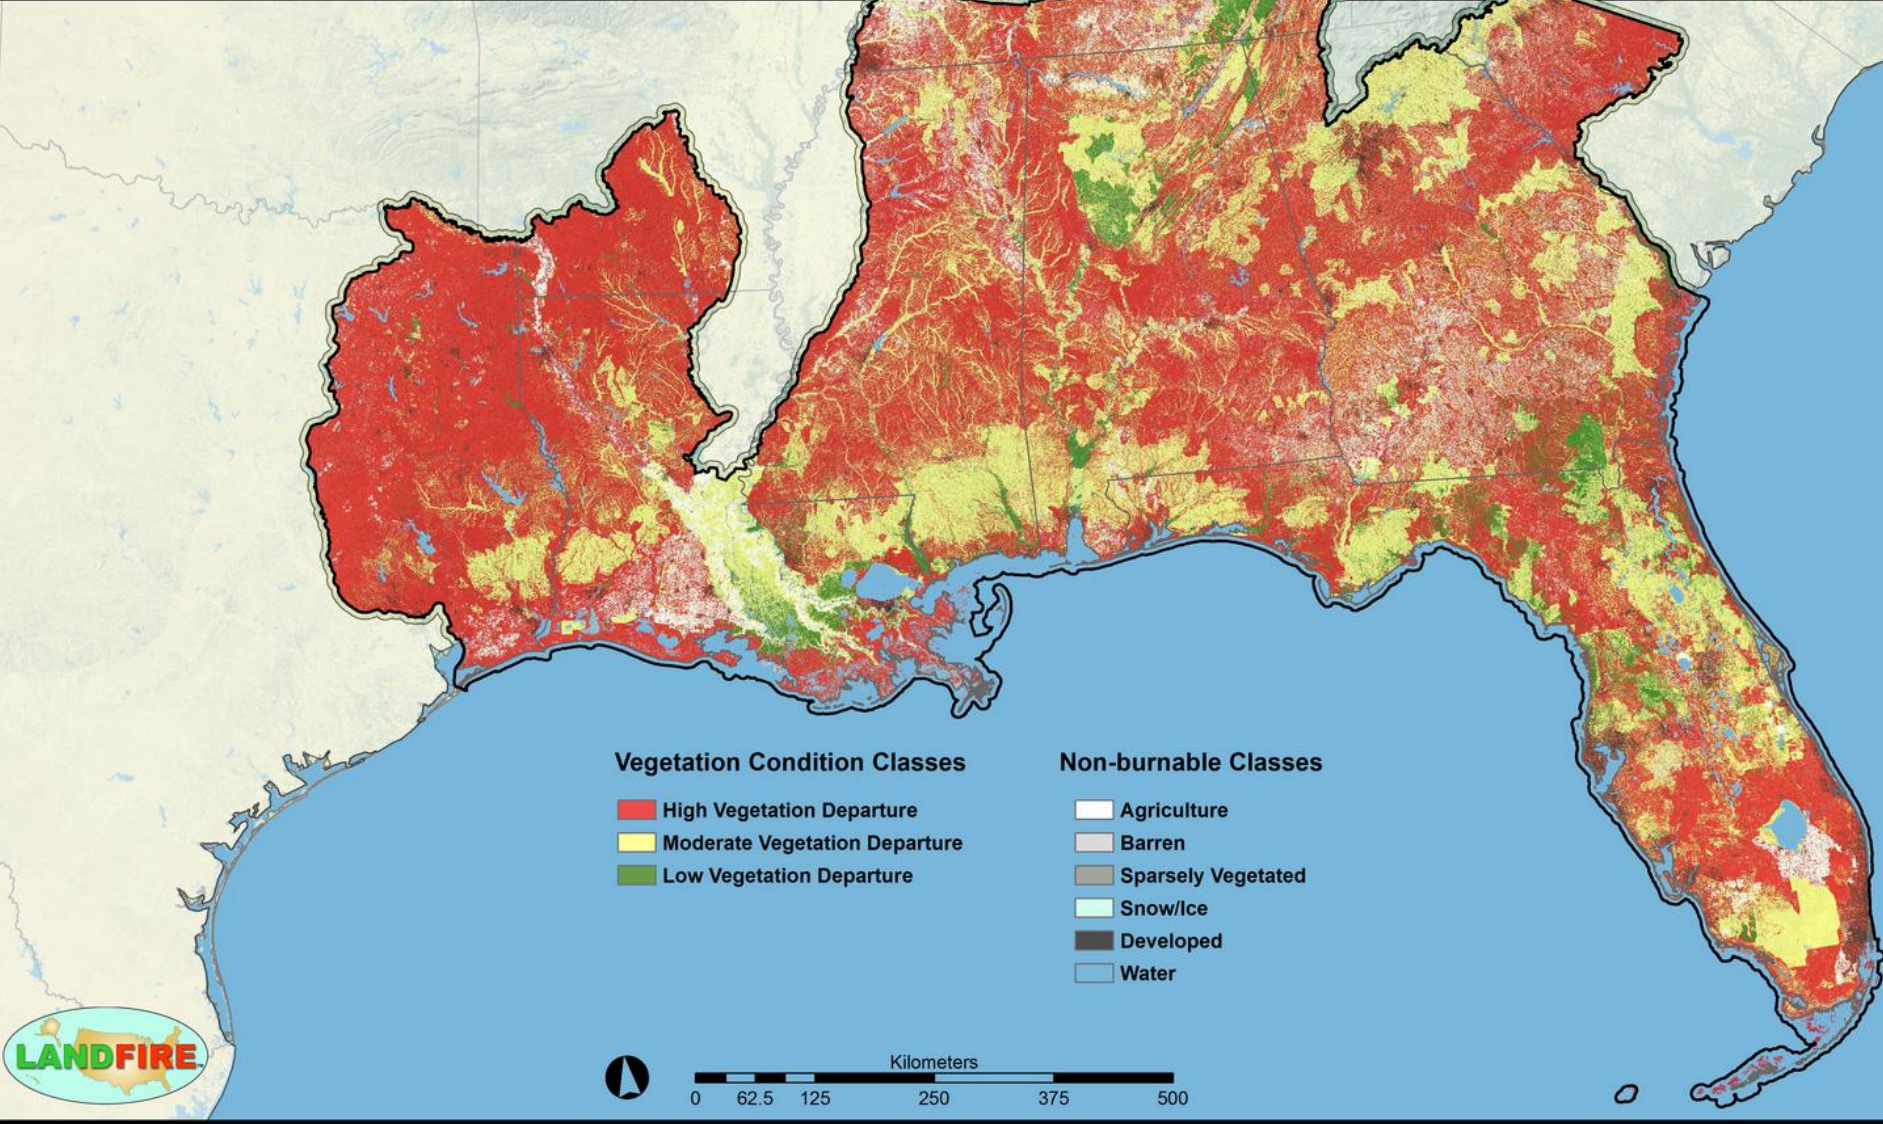 Vegetation Condition Classes
High Vegetation Departure
Moderate Vegetation Departure
Low Vegetation Departure
Non-burnable Classes
Agriculture
Barren
Sparsely Vegetated
Snow/Ice
Developed
Water
LANDFIRE
Kilometers
0 62.5 125 250 375 500